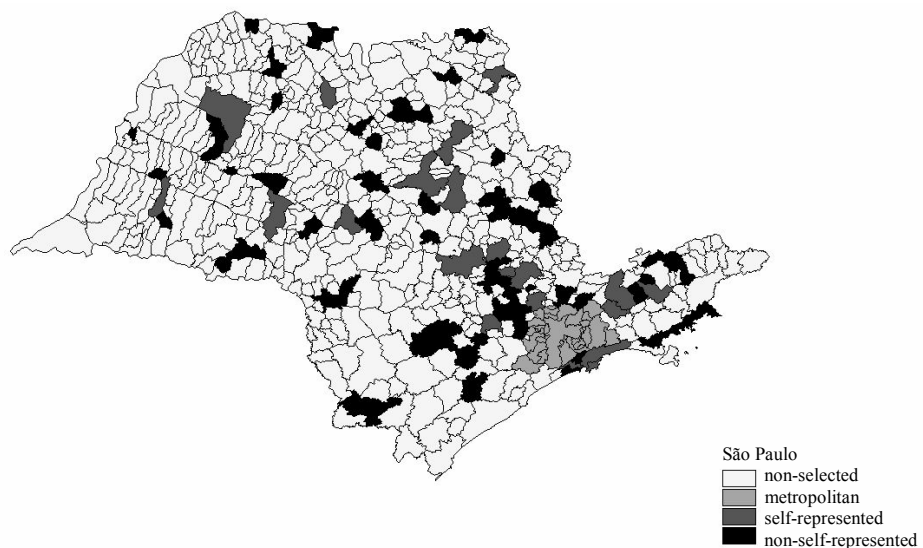 São Paulo
non-selected
metropolitan
self-represented
non-self-represented